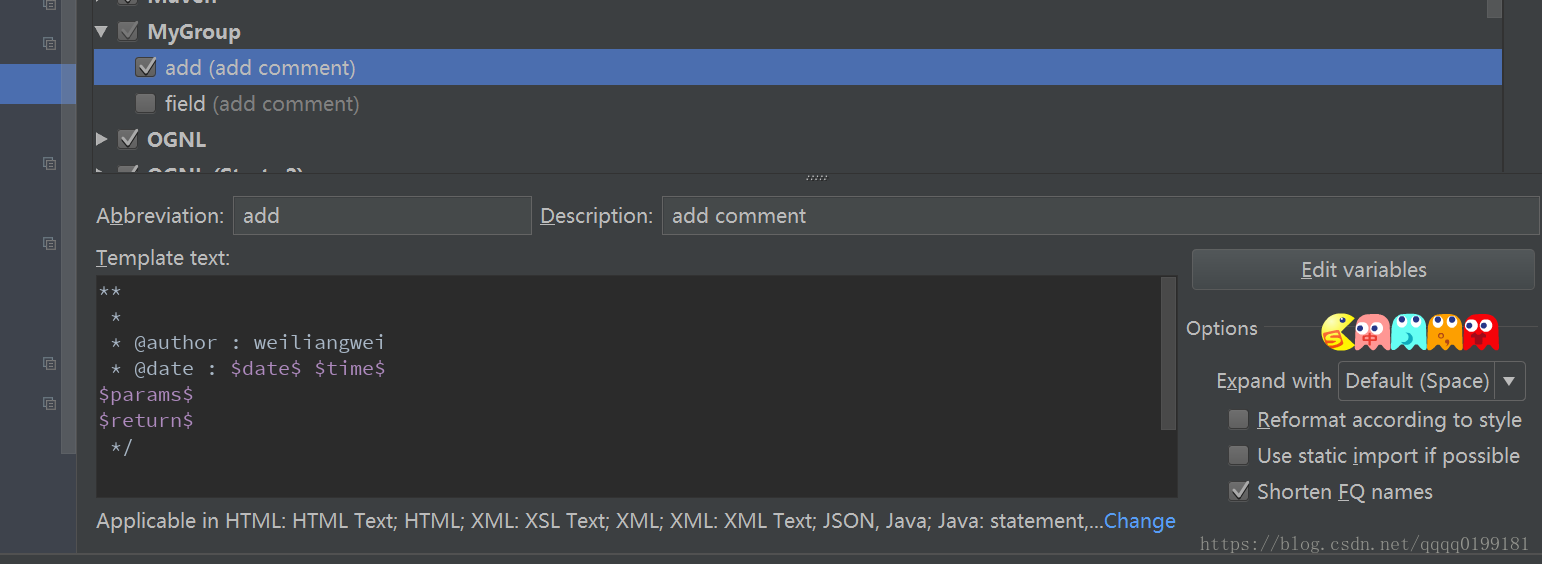 Maven
MyGroup
add (add comment)
field (add comment)
OGNL
Abbreviation: add Description: add comment
Template text:
Edit variables
**
 *
 * @author : weiliangwei
 * @date : $date$ $time$
$params$
$return$
 */
Options
S 中
Expand with Default (Space)
Reformat according to style
Use static import if possible
Shorten FQ names
Applicable in HTML: HTML Text; HTML; XML: XSL Text; XML; XML: XML Text; JSON, Java; Java: statement,...Change
https://blog.csdn.net/qqqq0199181